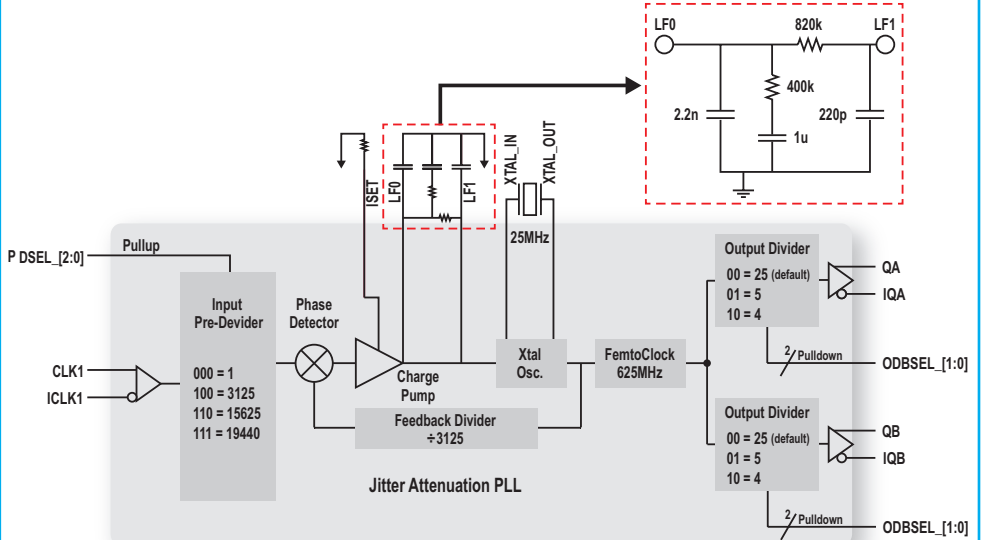 LF0
820k
LF1
400k
2.2n
220p
1u
ISET
LF0
LF1
XTAL_IN
XTAL_OUT
25MHz
P DSEL_[2:0]
Pullup
Input
Pre-Devider
000 = 1
100 = 3125
110 = 15625
111 = 19440
CLK1
ICLK1
Phase
Detector
Charge
Pump
Xtal
Osc.
FemtoClock
625MHz
Feedback Divider
÷3125
Jitter Attenuation PLL
Output Divider
00 = 25 (default)
01 = 5
10 = 4
QA
IQA
2
Pulldown
ODBSEL_[1:0]
Output Divider
00 = 25 (default)
01 = 5
10 = 4
QB
IQB
2
Pulldown
ODBSEL_[1:0]